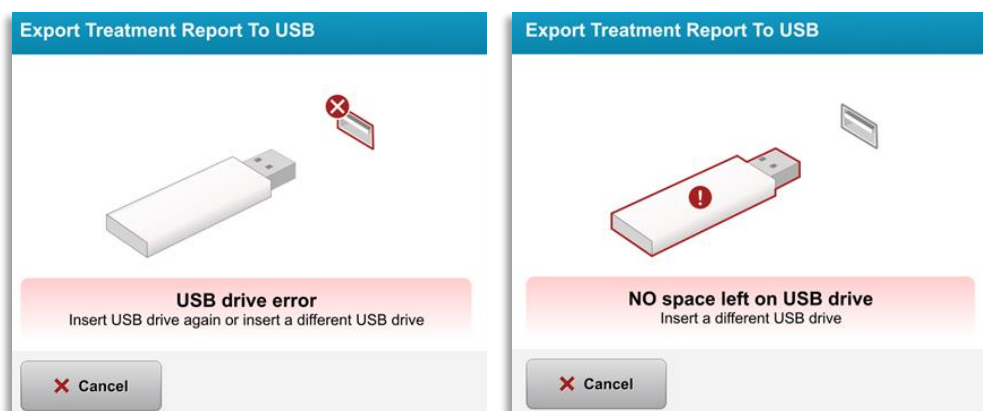 Export Treatment Report To USB
USB drive error
Insert USB drive again or insert a different USB drive
Cancel
Export Treatment Report To USB
NO space left on USB drive
Insert a different USB drive
Cancel